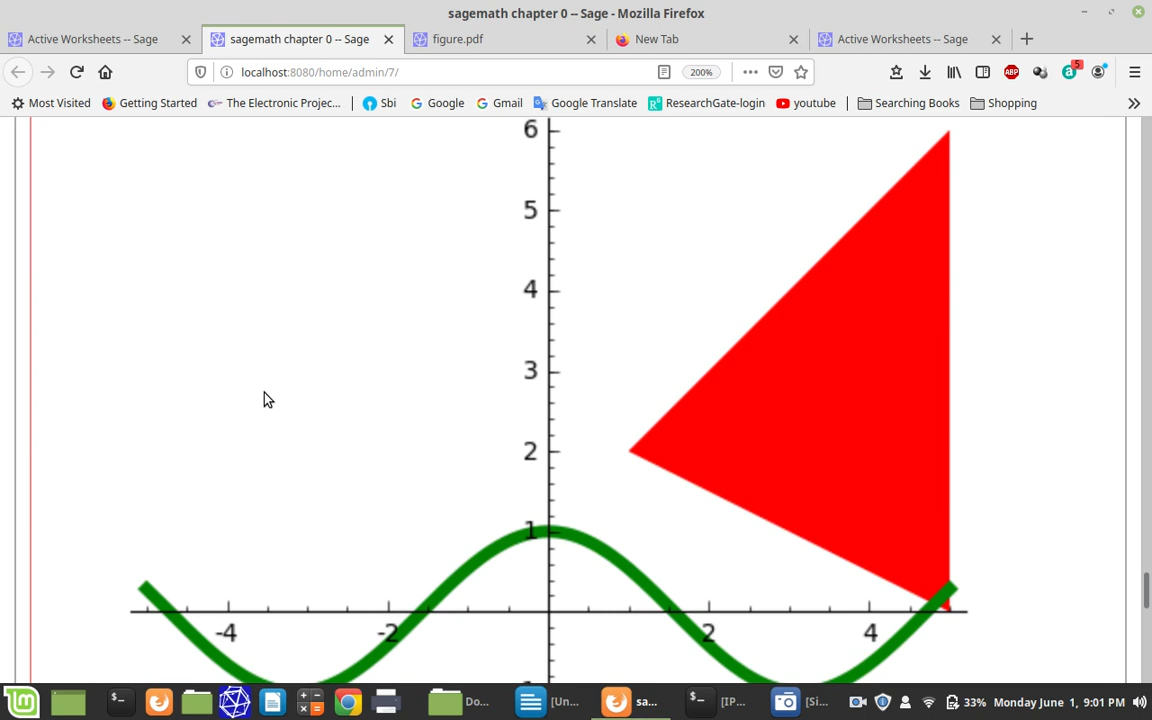 sagemath chapter 0 -- Sage - Mozilla Firefox
Active Worksheets -- Sage
sagemath chapter 0 -- Sage
figure.pdf
New Tab
Active Worksheets -- Sage
localhost:8080/home/admin/7/
200%
ABP
5
Most Visited
Getting Started
The Electronic Projec...
Sbi
Google
Gmail
Google Translate
ResearchGate-login
youtube
Searching Books
Shopping
6
5
4
3
2
1
-4
-2
2
4
Do...
[Un...
sa...
[IP...
[Si...
33%
Monday June 1, 9:01 PM